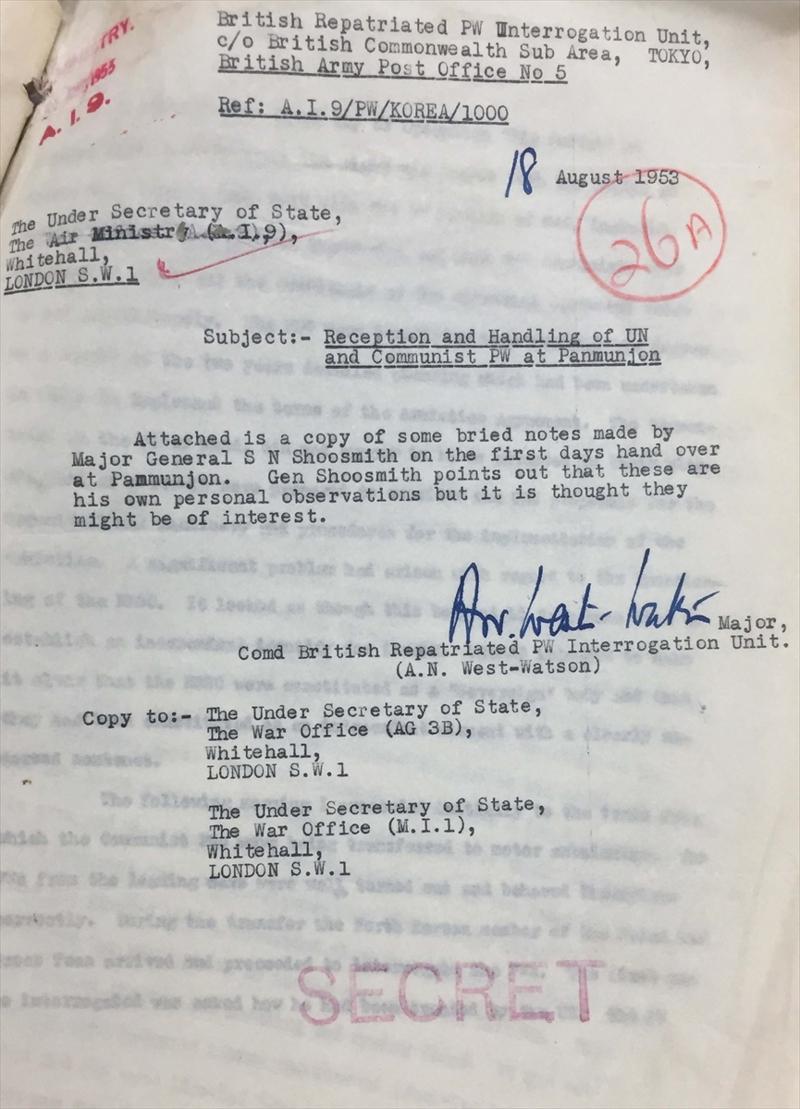 TRY.
1953
A. I. 9.
British Repatriated PW Interrogation Unit,
c/o British Commonwealth Sub Area, TOKYO,
British Army Post Office No 5
Ref: A.I.9/PW/KOREA/1000
18 August 1953
26A
The Under Secretary of State,
The Air Ministry (A.I.9),
Whitehall,
LONDON S.W.1
Subject:- Reception and Handling of UN
and Communist PW at Panmunjon
Attached is a copy of some bried notes made by
Major General S N Shoosmith on the first days hand over
at Pammunjon. Gen Shoosmith points out that these are
his own personal observations but it is thought they
might be of interest.
Major,
Comd British Repatriated PW Interrogation Unit.
(A.N. West-Watson)
Copy to:- The Under Secretary of State,
The War Office (AG 3B),
Whitehall,
LONDON S.W.1
The Under Secretary of State,
The War Office (M.I.1),
Whitehall,
LONDON S.W.1
SECRET